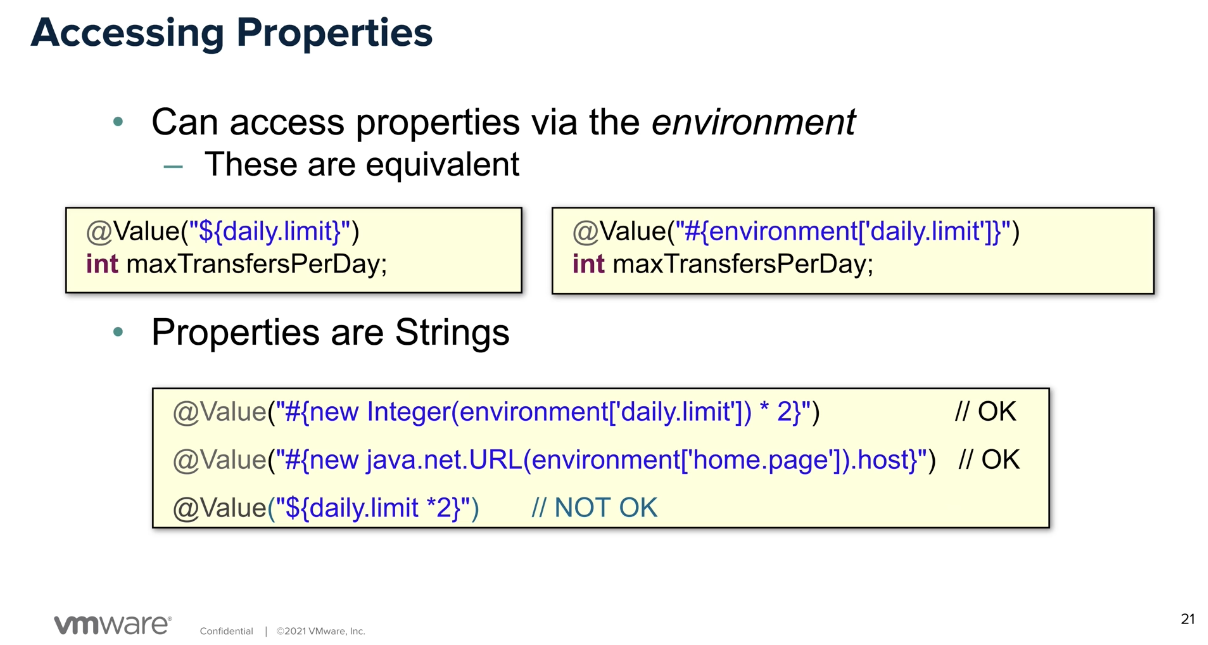 Accessing Properties
• Can access properties via the environment
– These are equivalent
@Value("${daily.limit}")
int maxTransfersPerDay;
@Value("#{environment['daily.limit']}")
int maxTransfersPerDay;
• Properties are Strings
@Value("#{new Integer(environment['daily.limit']) * 2}") // OK
@Value("#{new java.net.URL(environment['home.page']).host}") // OK
@Value("${daily.limit *2}") // NOT OK
vmware®
Confidential | ©2021 VMware, Inc.
21